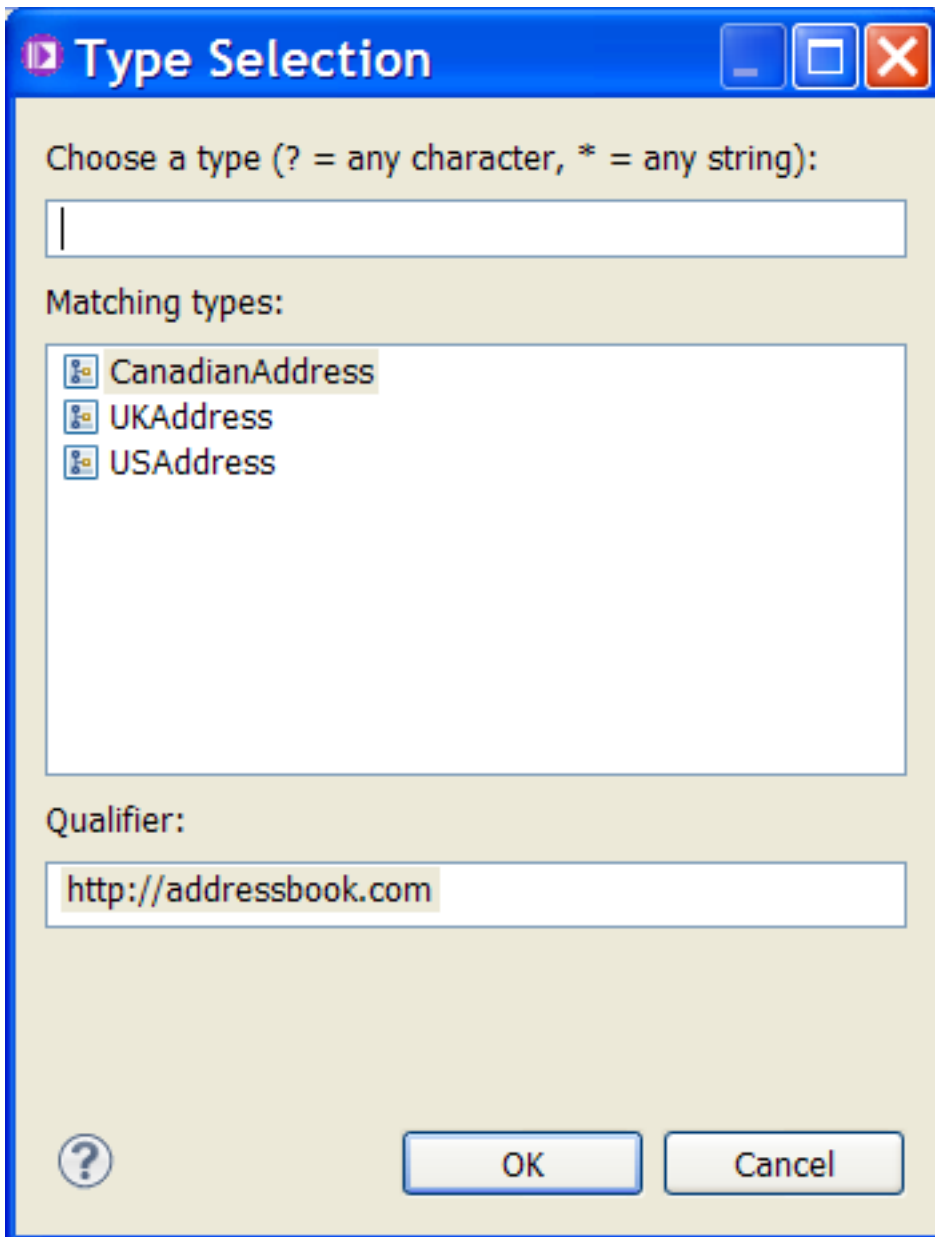 Type Selection
Choose a type (? = any character, * = any string):
Matching types:
CanadianAddress
UKAddress
USAddress
Qualifier:
http://addressbook.com
?
OK
Cancel